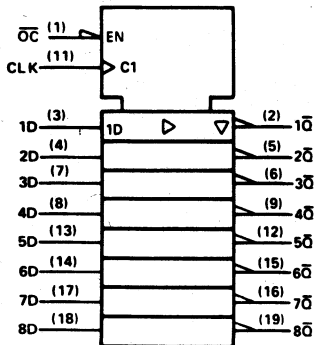 O̅C̅ (1) EN
CLK (11) C1
1D (3) 1D (2) 1Q̅
2D (4) (5) 2Q̅
3D (7) (6) 3Q̅
4D (8) (9) 4Q̅
5D (13) (12) 5Q̅
6D (14) (15) 6Q̅
7D (17) (16) 7Q̅
8D (18) (19) 8Q̅